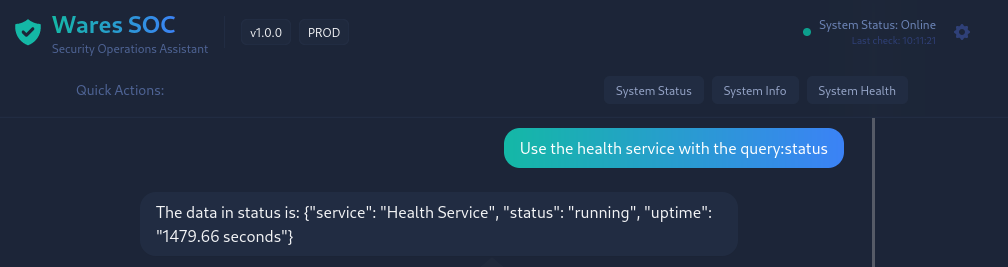 Wares SOC
Security Operations Assistant
v1.0.0
PROD
System Status: Online
Last check: 10:11:21
Quick Actions:
System Status
System Info
System Health
Use the health service with the query:status
The data in status is: {"service": "Health Service", "status": "running", "uptime":
"1479.66 seconds"}